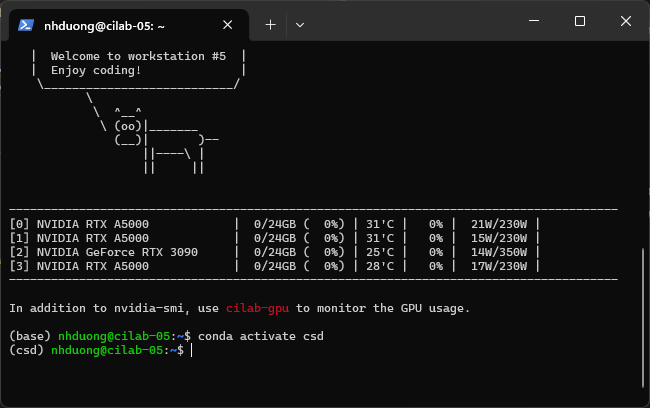 nhduong@cilab-05: ~
|  Welcome to workstation #5  |
|  Enjoy coding!              |
\___________________________/
\
\  ^__^
\ (oo)|_______
(__)|       )--
||----\ |
||     ||
---------------------------------------------------------------------------------------
[0] NVIDIA RTX A5000            |  0/24GB (  0%) | 31'C |   0% |  21W/230W |
[1] NVIDIA RTX A5000            |  0/24GB (  0%) | 31'C |   0% |  15W/230W |
[2] NVIDIA GeForce RTX 3090     |  0/24GB (  0%) | 25'C |   0% |  14W/350W |
[3] NVIDIA RTX A5000            |  0/24GB (  0%) | 28'C |   0% |  17W/230W |
---------------------------------------------------------------------------------------
In addition to nvidia-smi, use cilab-gpu to monitor the GPU usage.
(base) nhduong@cilab-05:~$ conda activate csd
(csd) nhduong@cilab-05:~$